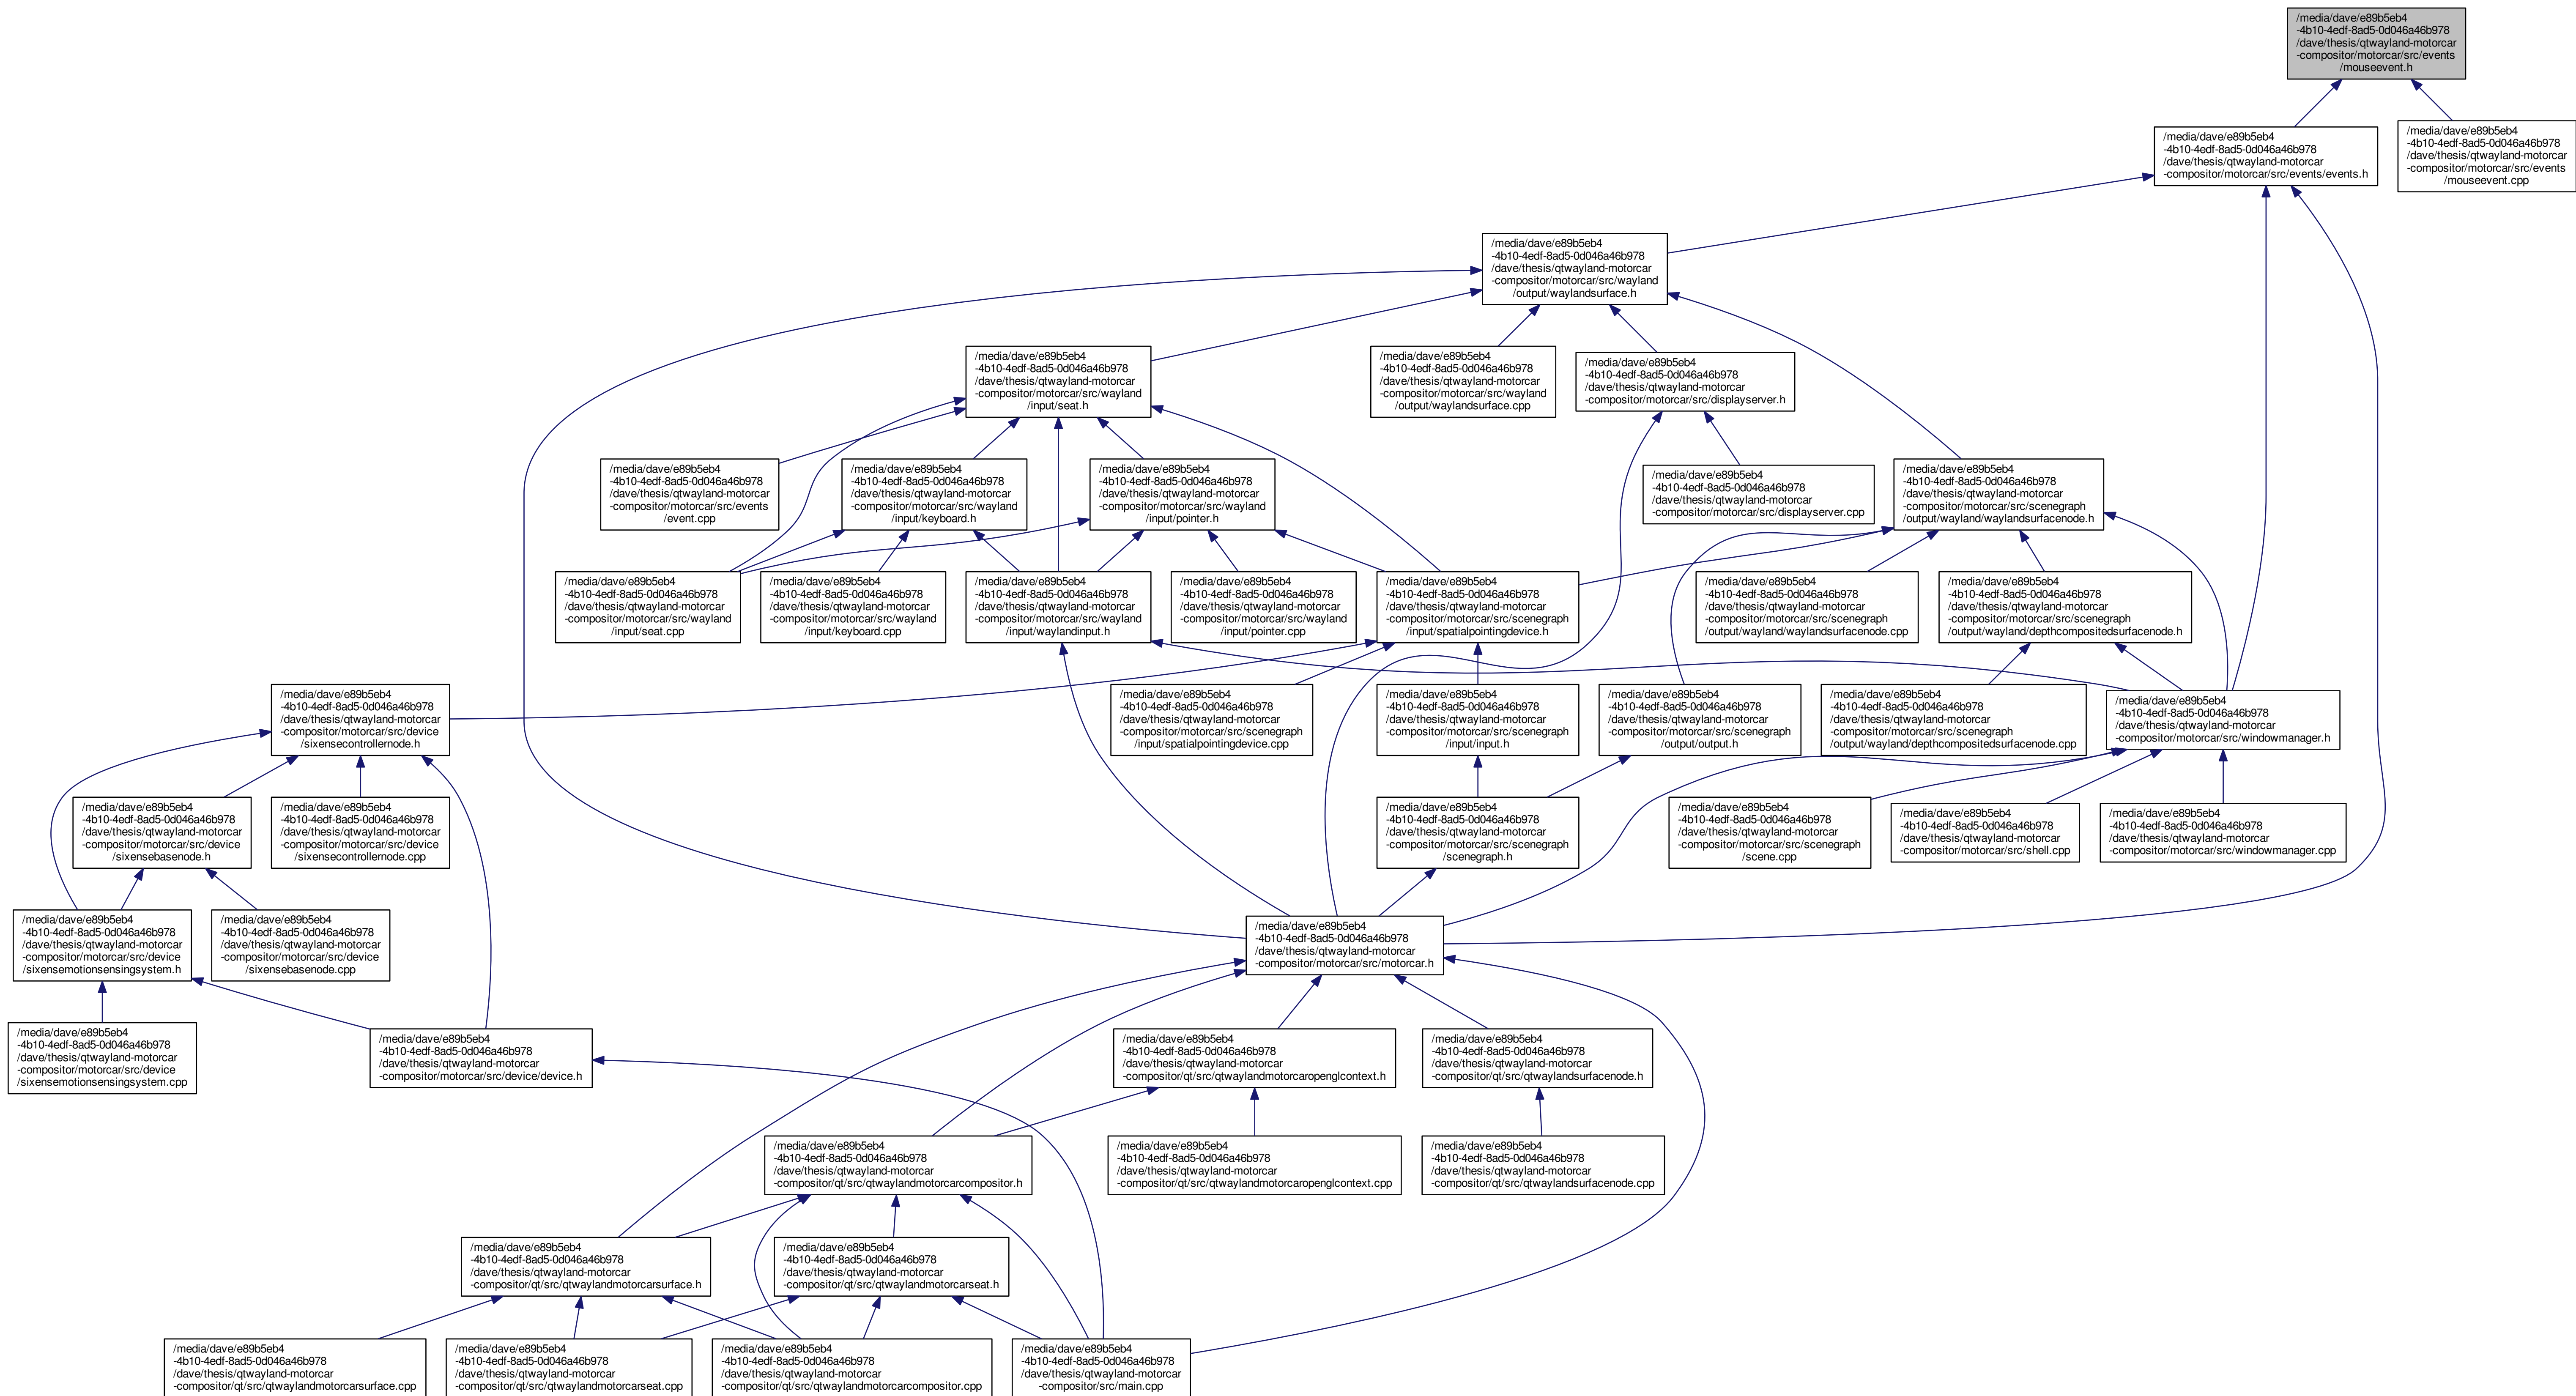 /media/dave/e89b5eb4
-4b10-4edf-8ad5-0d046a46b978
/dave/thesis/qtwayland-motorcar
-compositor/motorcar/src/events
/mouseevent.h
/media/dave/e89b5eb4
-4b10-4edf-8ad5-0d046a46b978
/dave/thesis/qtwayland-motorcar
-compositor/motorcar/src/events/events.h
/media/dave/e89b5eb4
-4b10-4edf-8ad5-0d046a46b978
/dave/thesis/qtwayland-motorcar
-compositor/motorcar/src/events
/mouseevent.cpp
/media/dave/e89b5eb4
-4b10-4edf-8ad5-0d046a46b978
/dave/thesis/qtwayland-motorcar
-compositor/motorcar/src/wayland
/output/waylandsurface.h
/media/dave/e89b5eb4
-4b10-4edf-8ad5-0d046a46b978
/dave/thesis/qtwayland-motorcar
-compositor/motorcar/src/wayland
/input/seat.h
/media/dave/e89b5eb4
-4b10-4edf-8ad5-0d046a46b978
/dave/thesis/qtwayland-motorcar
-compositor/motorcar/src/wayland
/output/waylandsurface.cpp
/media/dave/e89b5eb4
-4b10-4edf-8ad5-0d046a46b978
/dave/thesis/qtwayland-motorcar
-compositor/motorcar/src/displayserver.h
/media/dave/e89b5eb4
-4b10-4edf-8ad5-0d046a46b978
/dave/thesis/qtwayland-motorcar
-compositor/motorcar/src/events
/event.cpp
/media/dave/e89b5eb4
-4b10-4edf-8ad5-0d046a46b978
/dave/thesis/qtwayland-motorcar
-compositor/motorcar/src/wayland
/input/keyboard.h
/media/dave/e89b5eb4
-4b10-4edf-8ad5-0d046a46b978
/dave/thesis/qtwayland-motorcar
-compositor/motorcar/src/wayland
/input/pointer.h
/media/dave/e89b5eb4
-4b10-4edf-8ad5-0d046a46b978
/dave/thesis/qtwayland-motorcar
-compositor/motorcar/src/displayserver.cpp
/media/dave/e89b5eb4
-4b10-4edf-8ad5-0d046a46b978
/dave/thesis/qtwayland-motorcar
-compositor/motorcar/src/scenegraph
/output/wayland/waylandsurfacenode.h
/media/dave/e89b5eb4
-4b10-4edf-8ad5-0d046a46b978
/dave/thesis/qtwayland-motorcar
-compositor/motorcar/src/wayland
/input/seat.cpp
/media/dave/e89b5eb4
-4b10-4edf-8ad5-0d046a46b978
/dave/thesis/qtwayland-motorcar
-compositor/motorcar/src/wayland
/input/keyboard.cpp
/media/dave/e89b5eb4
-4b10-4edf-8ad5-0d046a46b978
/dave/thesis/qtwayland-motorcar
-compositor/motorcar/src/wayland
/input/waylandinput.h
/media/dave/e89b5eb4
-4b10-4edf-8ad5-0d046a46b978
/dave/thesis/qtwayland-motorcar
-compositor/motorcar/src/wayland
/input/pointer.cpp
/media/dave/e89b5eb4
-4b10-4edf-8ad5-0d046a46b978
/dave/thesis/qtwayland-motorcar
-compositor/motorcar/src/scenegraph
/input/spatialpointingdevice.h
/media/dave/e89b5eb4
-4b10-4edf-8ad5-0d046a46b978
/dave/thesis/qtwayland-motorcar
-compositor/motorcar/src/scenegraph
/output/wayland/waylandsurfacenode.cpp
/media/dave/e89b5eb4
-4b10-4edf-8ad5-0d046a46b978
/dave/thesis/qtwayland-motorcar
-compositor/motorcar/src/scenegraph
/output/wayland/depthcompositedsurfacenode.h
/media/dave/e89b5eb4
-4b10-4edf-8ad5-0d046a46b978
/dave/thesis/qtwayland-motorcar
-compositor/motorcar/src/device
/sixensecontrollernode.h
/media/dave/e89b5eb4
-4b10-4edf-8ad5-0d046a46b978
/dave/thesis/qtwayland-motorcar
-compositor/motorcar/src/scenegraph
/input/spatialpointingdevice.cpp
/media/dave/e89b5eb4
-4b10-4edf-8ad5-0d046a46b978
/dave/thesis/qtwayland-motorcar
-compositor/motorcar/src/scenegraph
/input/input.h
/media/dave/e89b5eb4
-4b10-4edf-8ad5-0d046a46b978
/dave/thesis/qtwayland-motorcar
-compositor/motorcar/src/scenegraph
/output/output.h
/media/dave/e89b5eb4
-4b10-4edf-8ad5-0d046a46b978
/dave/thesis/qtwayland-motorcar
-compositor/motorcar/src/scenegraph
/output/wayland/depthcompositedsurfacenode.cpp
/media/dave/e89b5eb4
-4b10-4edf-8ad5-0d046a46b978
/dave/thesis/qtwayland-motorcar
-compositor/motorcar/src/windowmanager.h
/media/dave/e89b5eb4
-4b10-4edf-8ad5-0d046a46b978
/dave/thesis/qtwayland-motorcar
-compositor/motorcar/src/device
/sixensebasenode.h
/media/dave/e89b5eb4
-4b10-4edf-8ad5-0d046a46b978
/dave/thesis/qtwayland-motorcar
-compositor/motorcar/src/device
/sixensecontrollernode.cpp
/media/dave/e89b5eb4
-4b10-4edf-8ad5-0d046a46b978
/dave/thesis/qtwayland-motorcar
-compositor/motorcar/src/scenegraph
/scenegraph.h
/media/dave/e89b5eb4
-4b10-4edf-8ad5-0d046a46b978
/dave/thesis/qtwayland-motorcar
-compositor/motorcar/src/scenegraph
/scene.cpp
/media/dave/e89b5eb4
-4b10-4edf-8ad5-0d046a46b978
/dave/thesis/qtwayland-motorcar
-compositor/motorcar/src/shell.cpp
/media/dave/e89b5eb4
-4b10-4edf-8ad5-0d046a46b978
/dave/thesis/qtwayland-motorcar
-compositor/motorcar/src/windowmanager.cpp
/media/dave/e89b5eb4
-4b10-4edf-8ad5-0d046a46b978
/dave/thesis/qtwayland-motorcar
-compositor/motorcar/src/device
/sixensemotionsensingsystem.h
/media/dave/e89b5eb4
-4b10-4edf-8ad5-0d046a46b978
/dave/thesis/qtwayland-motorcar
-compositor/motorcar/src/device
/sixensebasenode.cpp
/media/dave/e89b5eb4
-4b10-4edf-8ad5-0d046a46b978
/dave/thesis/qtwayland-motorcar
-compositor/motorcar/src/motorcar.h
/media/dave/e89b5eb4
-4b10-4edf-8ad5-0d046a46b978
/dave/thesis/qtwayland-motorcar
-compositor/motorcar/src/device
/sixensemotionsensingsystem.cpp
/media/dave/e89b5eb4
-4b10-4edf-8ad5-0d046a46b978
/dave/thesis/qtwayland-motorcar
-compositor/motorcar/src/device/device.h
/media/dave/e89b5eb4
-4b10-4edf-8ad5-0d046a46b978
/dave/thesis/qtwayland-motorcar
-compositor/qt/src/qtwaylandmotorcaropenglcontext.h
/media/dave/e89b5eb4
-4b10-4edf-8ad5-0d046a46b978
/dave/thesis/qtwayland-motorcar
-compositor/qt/src/qtwaylandsurfacenode.h
/media/dave/e89b5eb4
-4b10-4edf-8ad5-0d046a46b978
/dave/thesis/qtwayland-motorcar
-compositor/qt/src/qtwaylandmotorcarcompositor.h
/media/dave/e89b5eb4
-4b10-4edf-8ad5-0d046a46b978
/dave/thesis/qtwayland-motorcar
-compositor/qt/src/qtwaylandmotorcaropenglcontext.cpp
/media/dave/e89b5eb4
-4b10-4edf-8ad5-0d046a46b978
/dave/thesis/qtwayland-motorcar
-compositor/qt/src/qtwaylandsurfacenode.cpp
/media/dave/e89b5eb4
-4b10-4edf-8ad5-0d046a46b978
/dave/thesis/qtwayland-motorcar
-compositor/qt/src/qtwaylandmotorcarsurface.h
/media/dave/e89b5eb4
-4b10-4edf-8ad5-0d046a46b978
/dave/thesis/qtwayland-motorcar
-compositor/qt/src/qtwaylandmotorcarseat.h
/media/dave/e89b5eb4
-4b10-4edf-8ad5-0d046a46b978
/dave/thesis/qtwayland-motorcar
-compositor/qt/src/qtwaylandmotorcarsurface.cpp
/media/dave/e89b5eb4
-4b10-4edf-8ad5-0d046a46b978
/dave/thesis/qtwayland-motorcar
-compositor/qt/src/qtwaylandmotorcarseat.cpp
/media/dave/e89b5eb4
-4b10-4edf-8ad5-0d046a46b978
/dave/thesis/qtwayland-motorcar
-compositor/qt/src/qtwaylandmotorcarcompositor.cpp
/media/dave/e89b5eb4
-4b10-4edf-8ad5-0d046a46b978
/dave/thesis/qtwayland-motorcar
-compositor/src/main.cpp